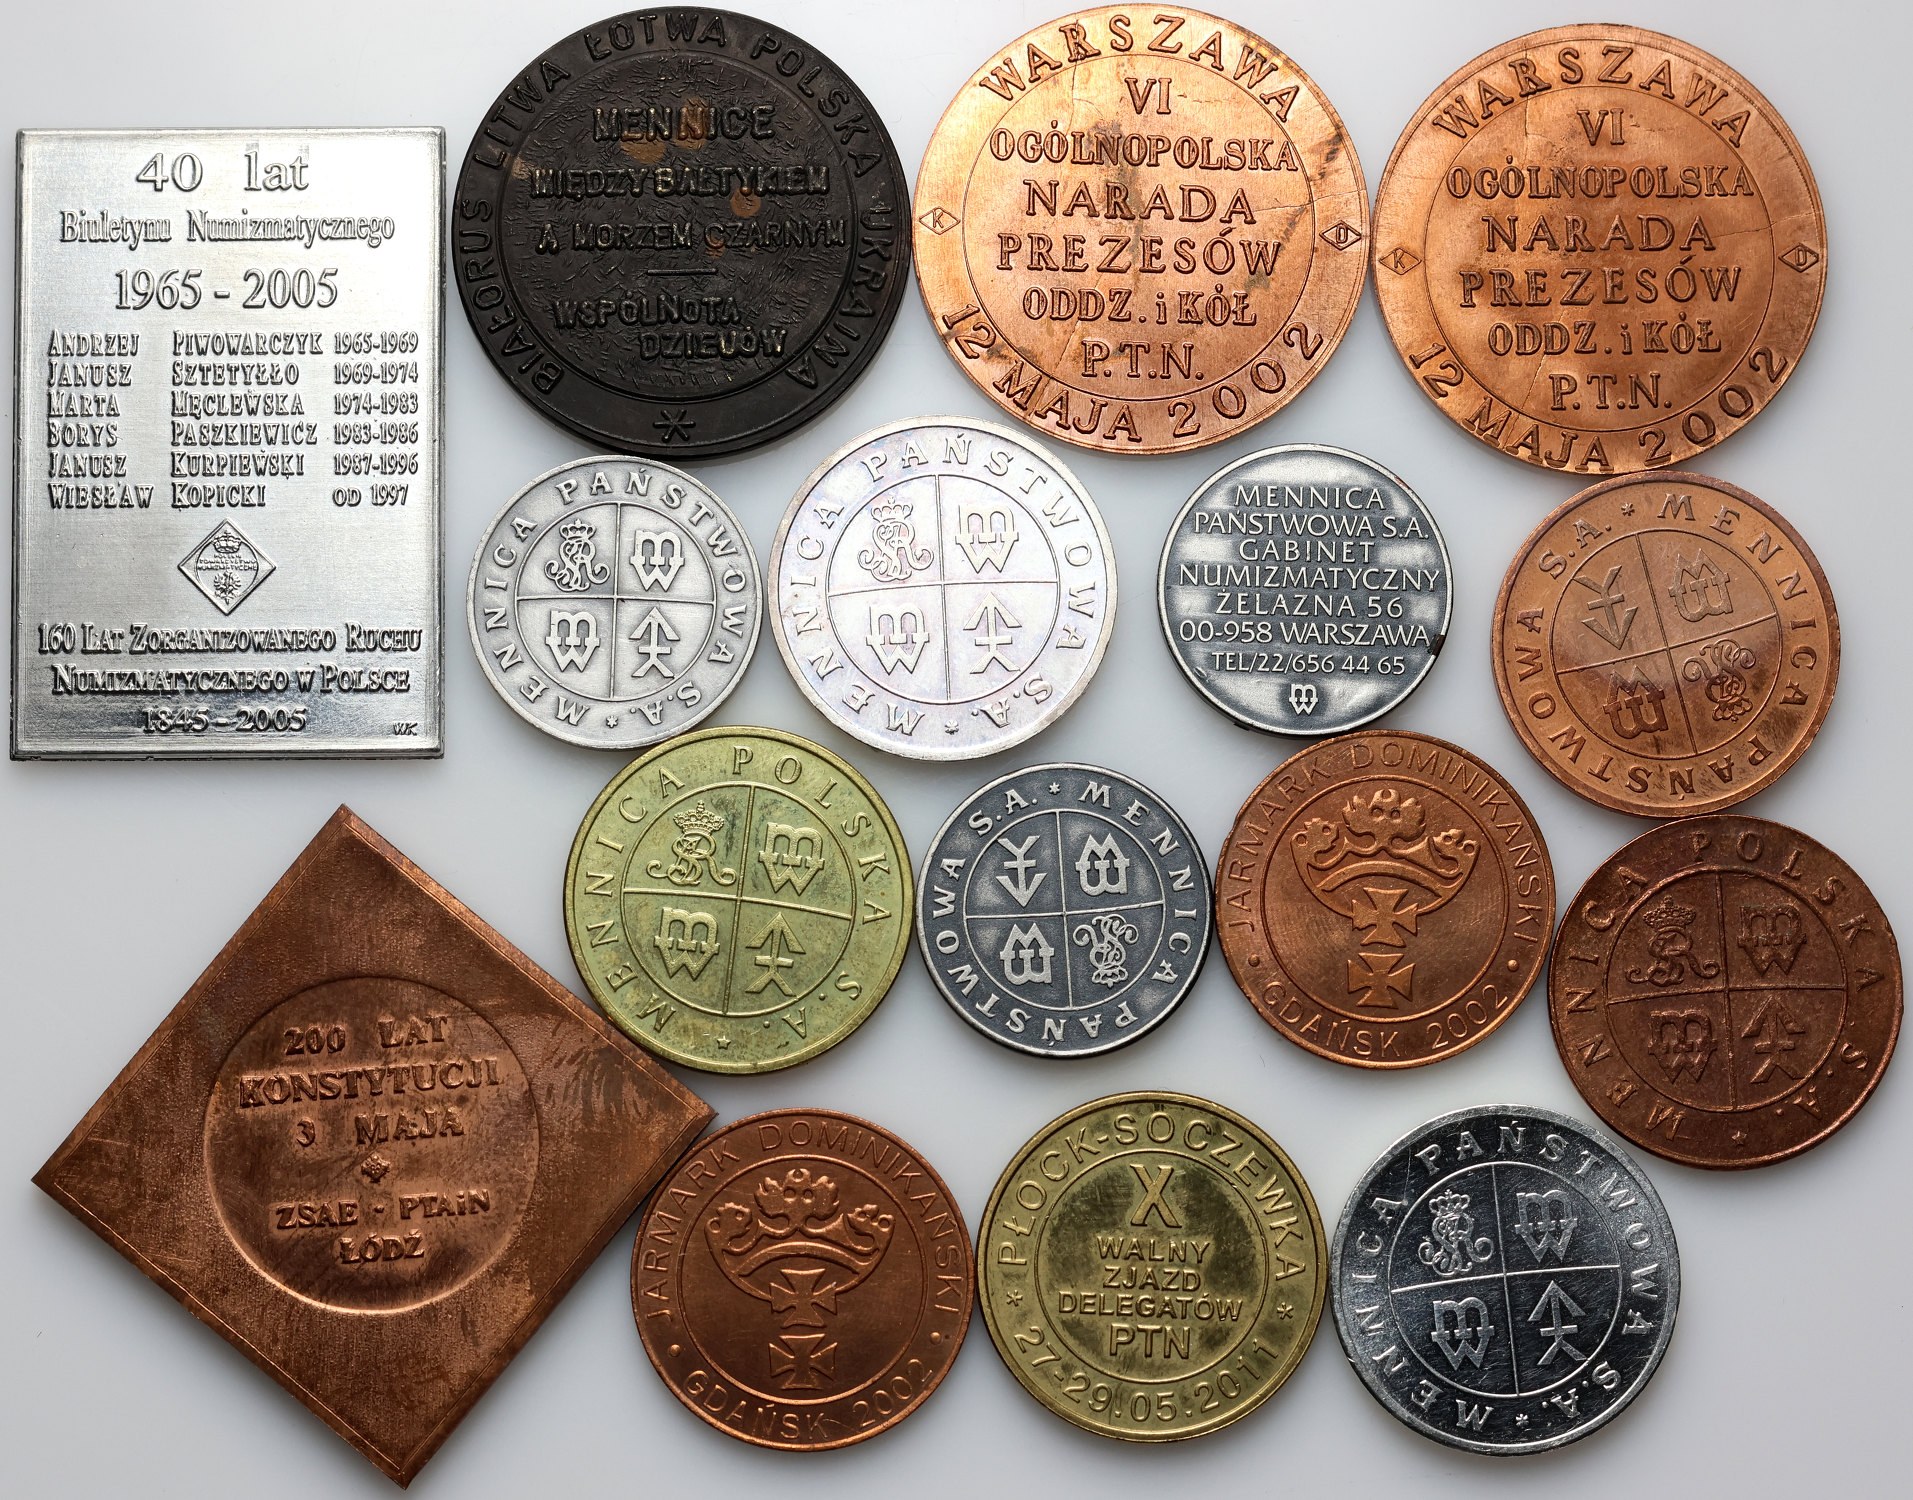 40 lat
Biuletynu Numizmatycznego
1965 - 2005
ANDRZEJ PIWOWARCZYK 1965-1969
JANUSZ SZTETYŁŁO 1969-1974
MARTA MĘCLEWSKA 1974-1983
BORYS PASZKIEWICZ 1983-1986
JANUSZ KURPIEWSKI 1987-1996
WIESŁAW KOPICKI OD 1997
160 LAT ZORGANIZOWANEGO RUCHU
NUMIZMATYCZNEGO W POLSCE
1845 - 2005
WK
BIAŁORUS LITWA ŁOTWA POLSKA UKRAINA
MENNICE
MIĘDZY BAŁTYKIEM
A MORZEM CZARNYM
WSPÓLNOTA
DZIEJÓW
WARSZAWA
VI
OGÓLNOPOLSKA
NARADA
PREZESÓW
ODDZ. i KÓŁ
P.T.N.
K D
12 MAJA 2002
WARSZAWA
VI
OGÓLNOPOLSKA
NARADA
PREZESÓW
ODDZ. i KÓŁ
P.T.N.
K D
12 MAJA 2002
MENNICA PAŃSTWOWA S.A. *
MENNICA PAŃSTWOWA S.A. *
MENNICA
PAŃSTWOWA S.A.
GABINET
NUMIZMATYCZNY
ŻELAZNA 56
00-958 WARSZAWA
TEL/22/656 44 65
MENNICA PAŃSTWOWA S.A. *
MENNICA POLSKA S.A. *
MENNICA PAŃSTWOWA S.A. *
JARMARK DOMINIKAŃSKI
• GDAŃSK 2002 •
MENNICA POLSKA S.A. *
200 LAT
KONSTYTUCJI
3 MAJA
ZSAE - PTAiN
ŁÓDŹ
JARMARK DOMINIKAŃSKI
• GDAŃSK 2002 •
PŁOCK-SOCZEWKA
X
WALNY
ZJAZD
DELEGATÓW
PTN
* 27-29.05.2011 *
MENNICA PAŃSTWOWA S.A. *